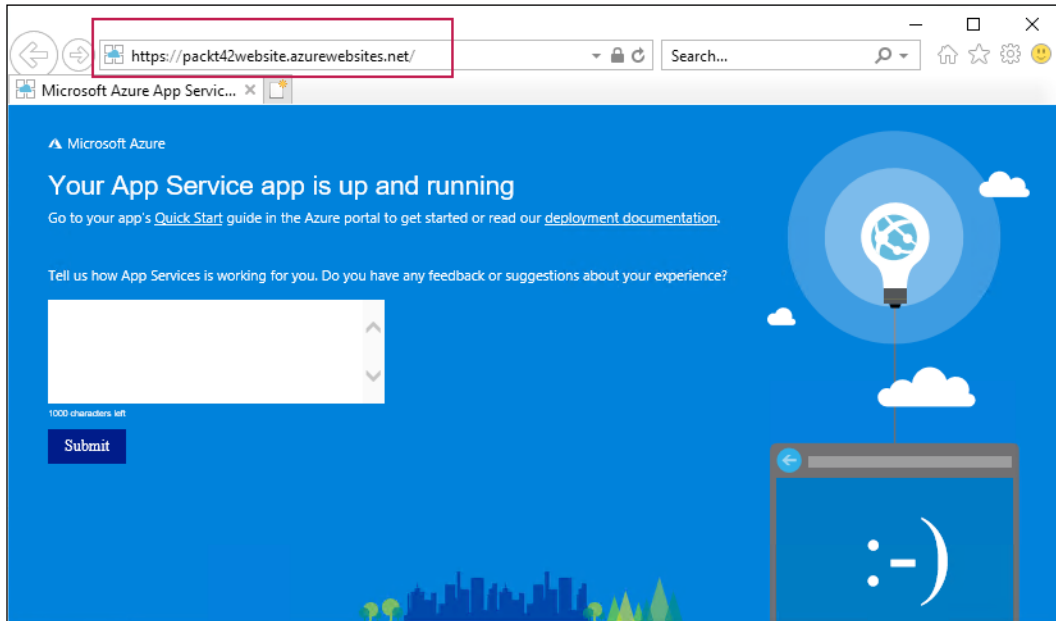 https://packt42website.azurewebsites.net/
Search...
Microsoft Azure App Servic...
Microsoft Azure
Your App Service app is up and running
Go to your app's Quick Start guide in the Azure portal to get started or read our deployment documentation.
Tell us how App Services is working for you. Do you have any feedback or suggestions about your experience?
1000 characters left
Submit
:-)